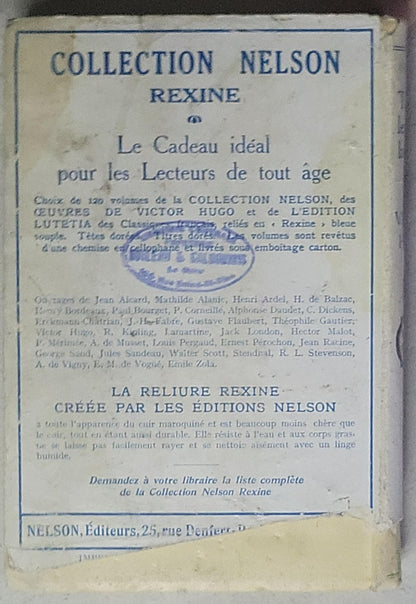 COLLECTION NELSON
REXINE
Le Cadeau idéal
pour les Lecteurs de tout âge
Choix de 120 volumes de la COLLECTION NELSON, des
ŒUVRES DE VICTOR HUGO et de L'EDITION
LUTETIA des Classiques français, reliés en « Rexine » bleue
souple. Têtes dorées. Titres dorés. Les volumes sont revêtus
d'une chemise en cellophane et livrés sous emboitage carton.
Ouvrages de Jean Aicard, Mathilde Alanic, Henri Ardel, H. de Balzac,
Henry Bordeaux, Paul Bourget, P. Corneille, Alphonse Daudet, C. Dickens,
Erckmann-Chatrian, J.-H. Fabre, Gustave Flaubert, Théophile Gautier,
Victor Hugo, R. Kipling, Lamartine, Jack London, Hector Malot,
P. Mérimée, A. de Musset, Louis Pergaud, Ernest Pérochon, Jean Racine,
George Sand, Jules Sandeau, Walter Scott, Stendhal, R. L. Stevenson,
A. de Vigny, E. M. de Vogüé, Emile Zola.
LA RELIURE REXINE
CRÉÉE PAR LES ÉDITIONS NELSON
a toute l'apparence du cuir maroquiné et est beaucoup moins chère que
le cuir, tout en étant aussi durable. Elle résiste à l'eau et aux corps gras,
ne se laisse pas facilement rayer et se nettoie aisément avec un linge
humide.
Demandez à votre libraire la liste complète
de la Collection Nelson Rexine
NELSON, Éditeurs, 25, rue Denfert-